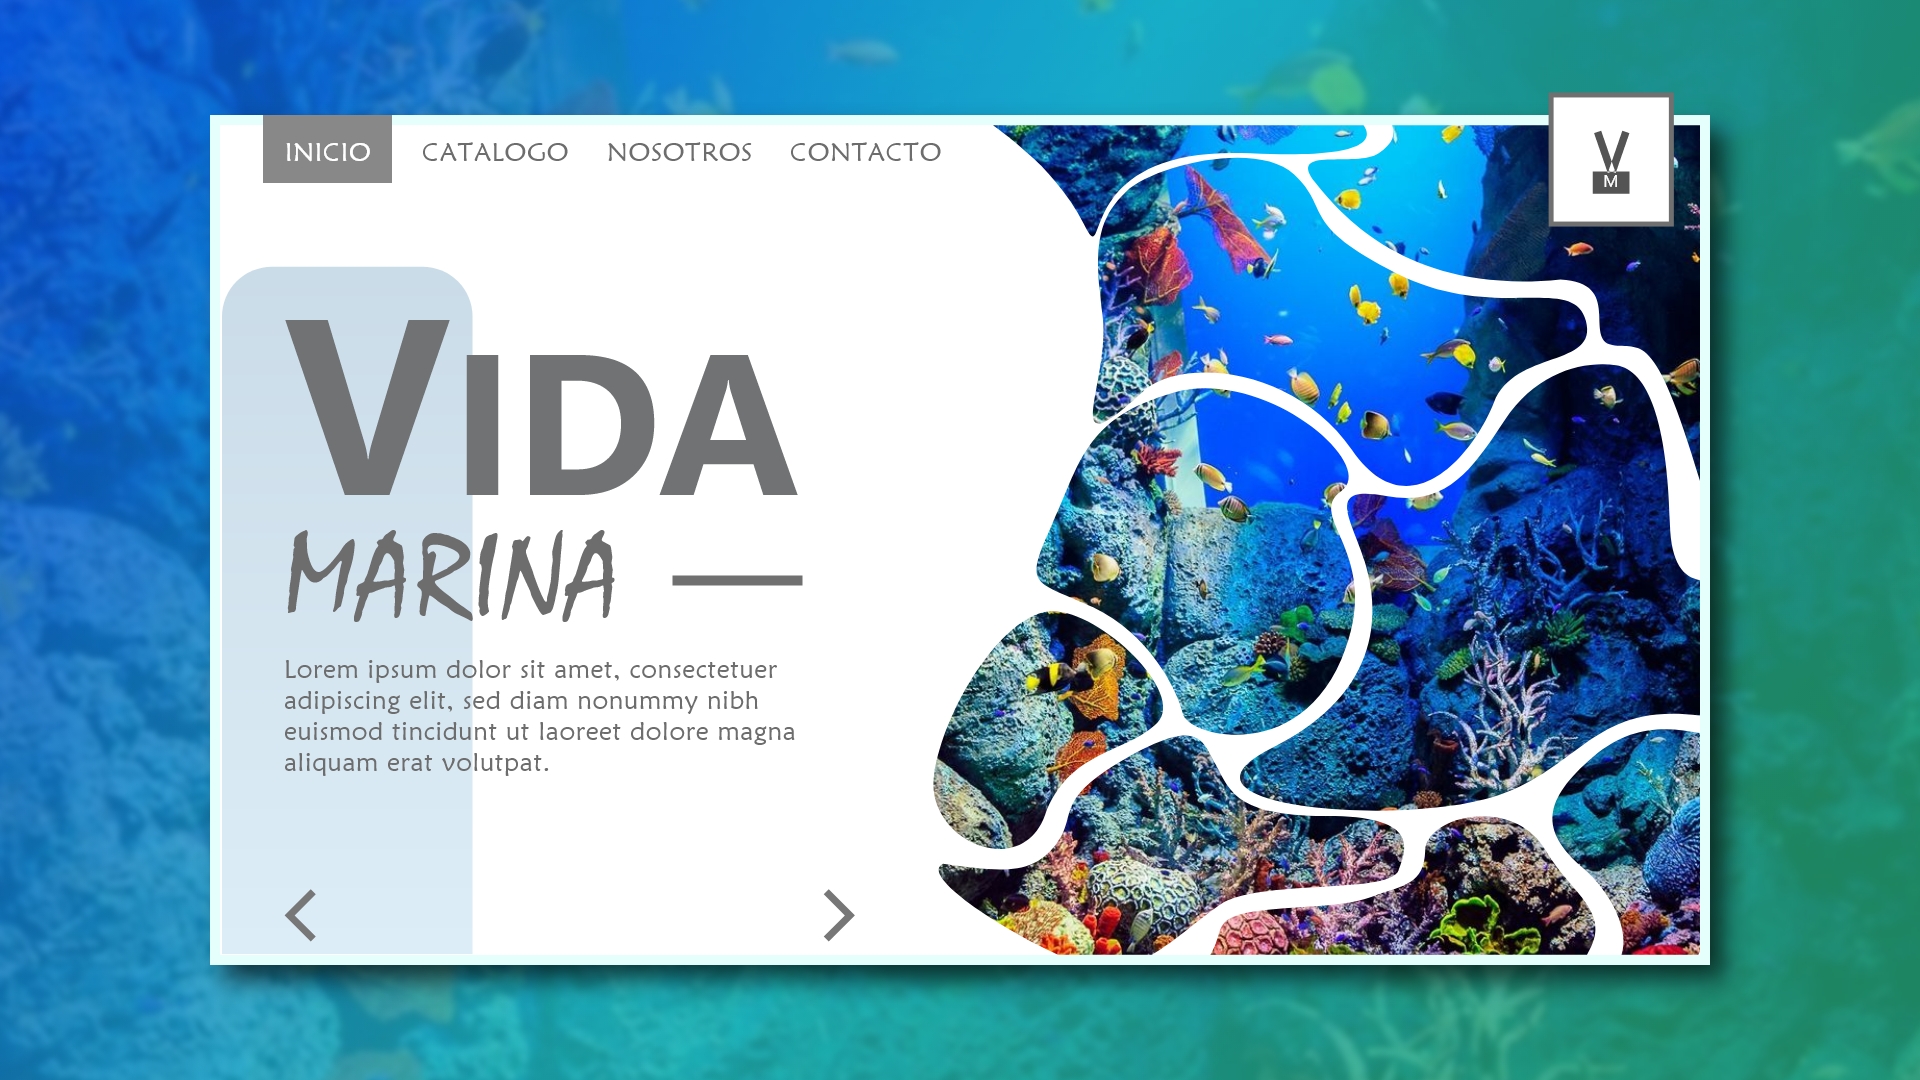 INICIO CATALOGO NOSOTROS CONTACTO
V
M
VIDA
MARINA
Lorem ipsum dolor sit amet, consectetuer
adipiscing elit, sed diam nonummy nibh
euismod tincidunt ut laoreet dolore magna
aliquam erat volutpat.